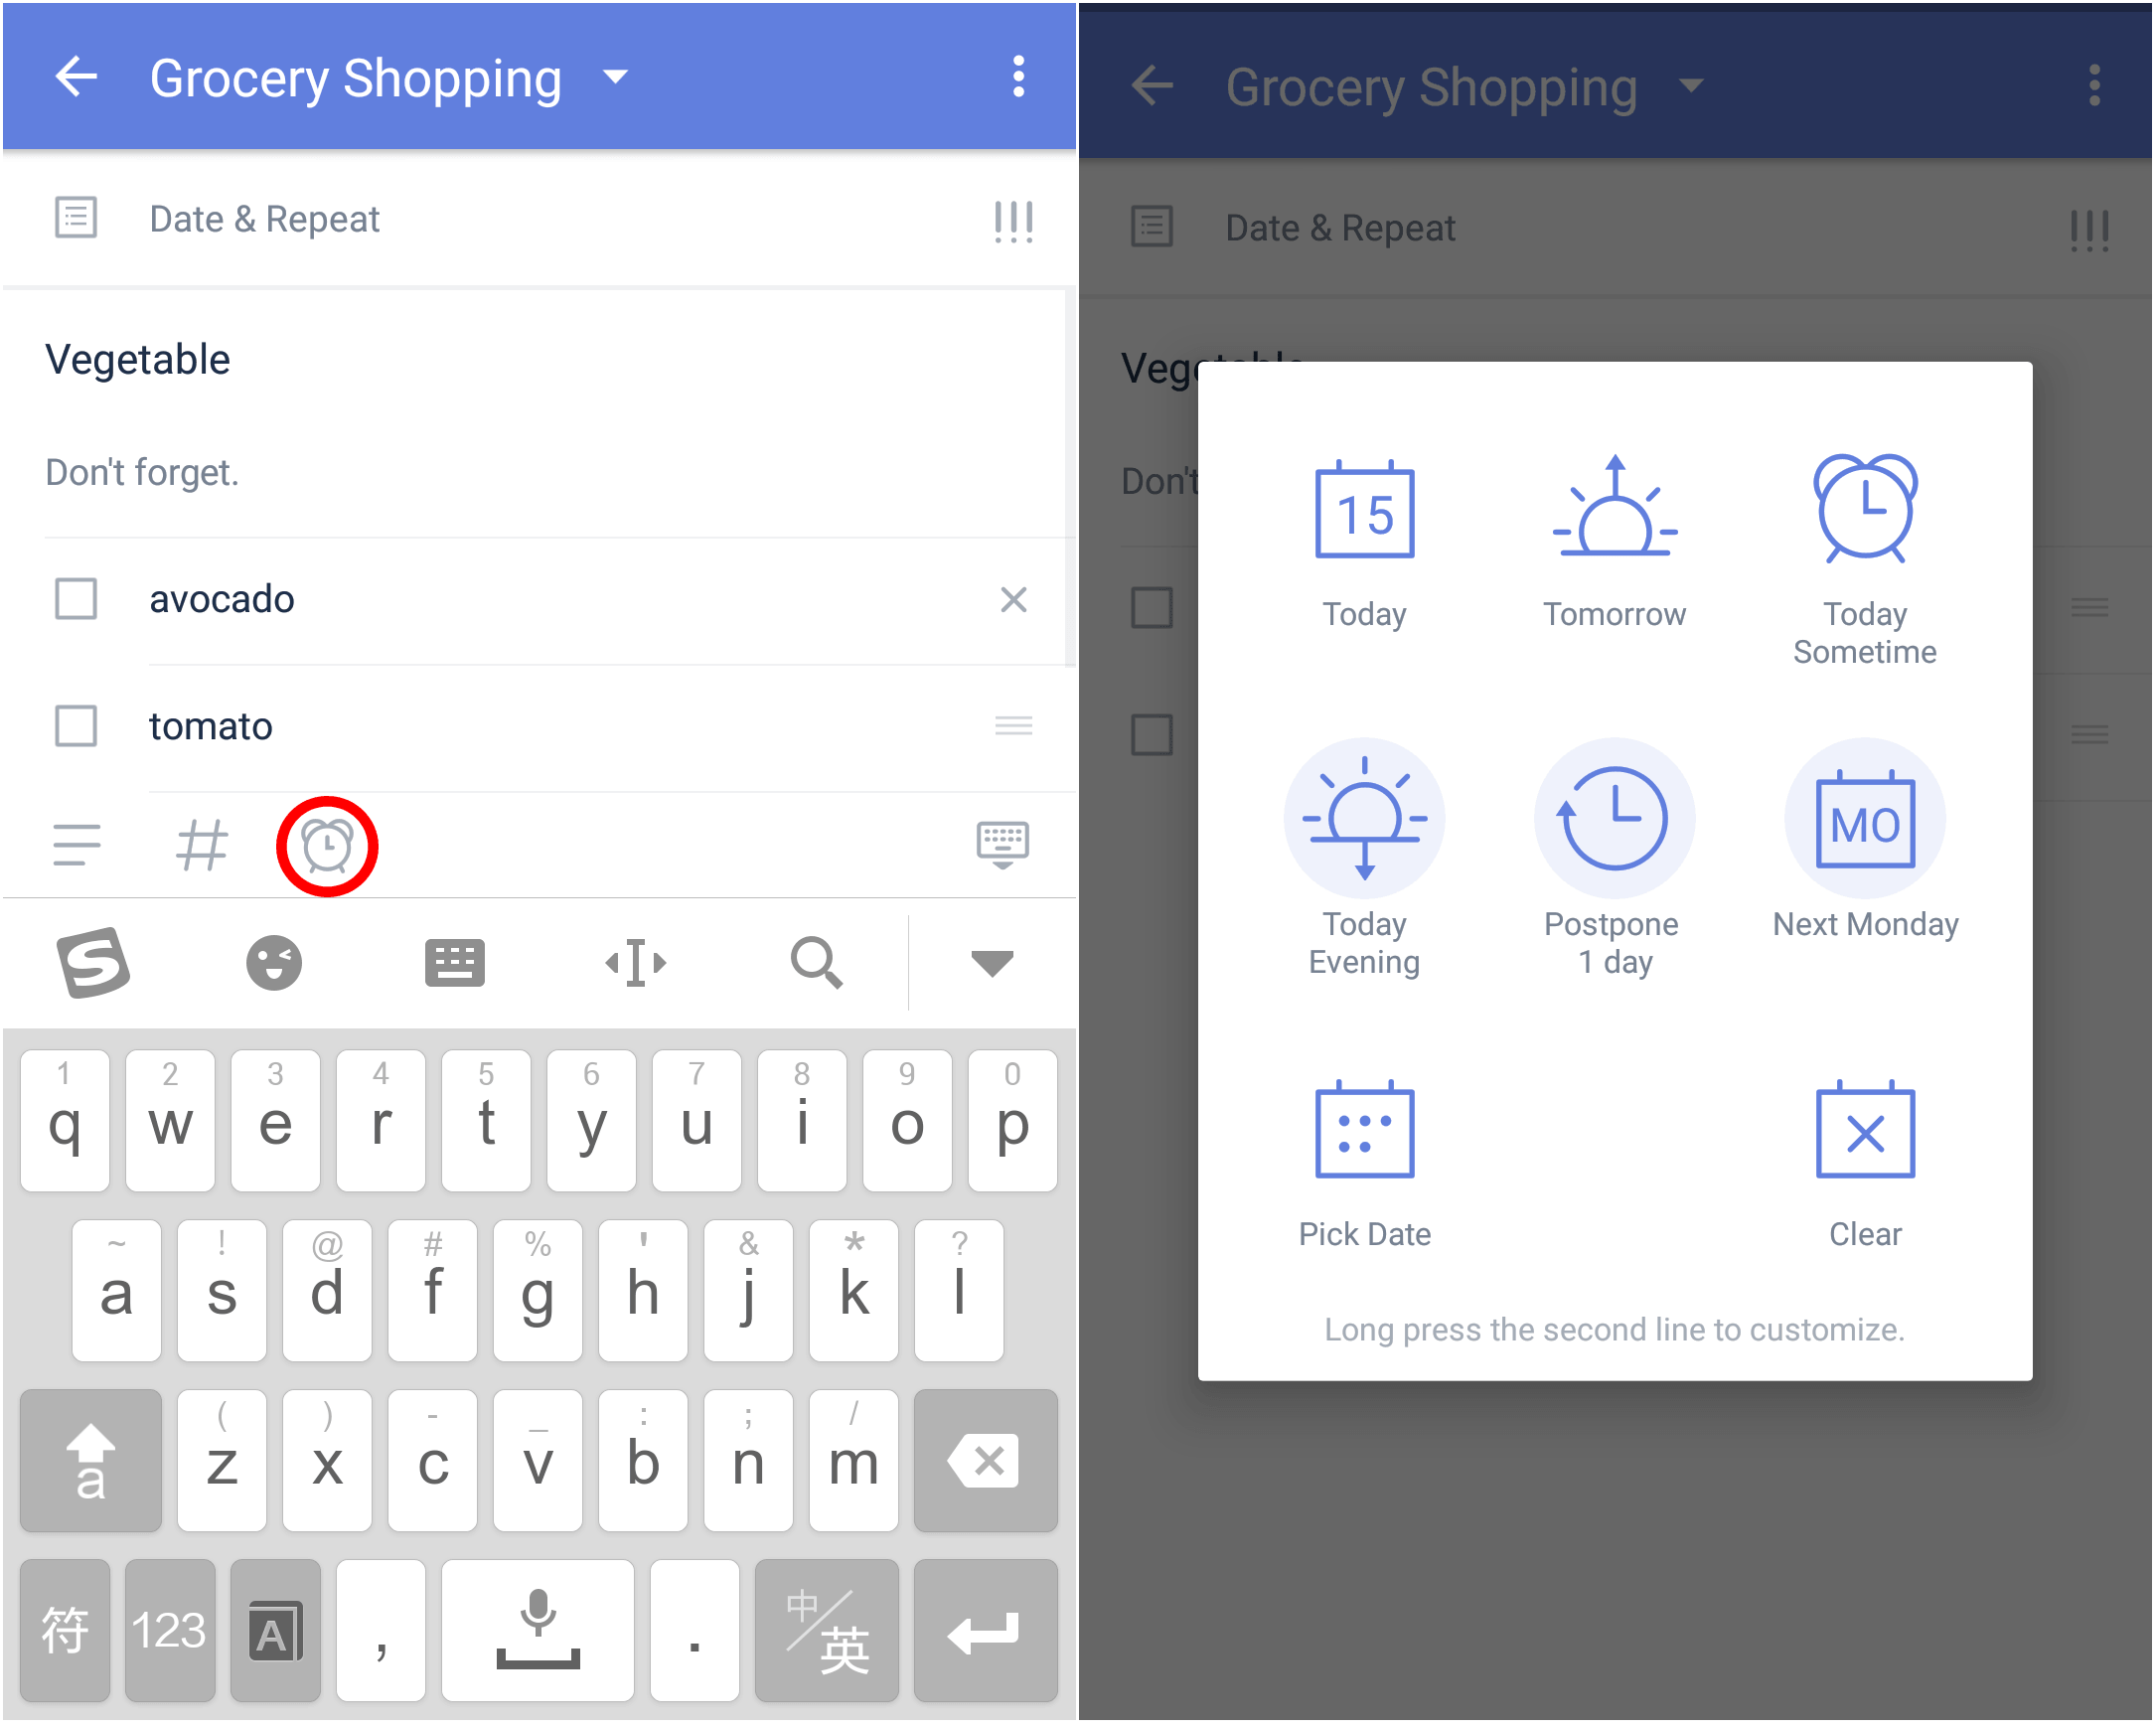 Grocery Shopping
Date & Repeat
Vegetable
Don't forget.
avocado
tomato
1 2 3 4 5 6 7 8 9 0
q w e r t y u i o p
~ ! @ # % ' & * ?
a s d f g h j k l
( ) - _ : ; /
a z x c v b n m
符 123 A , . 中/英
Grocery Shopping
Date & Repeat
Don't
15
Today
Tomorrow
Today
Sometime
MO
Today
Evening
Postpone
1 day
Next Monday
Pick Date
Clear
Long press the second line to customize.